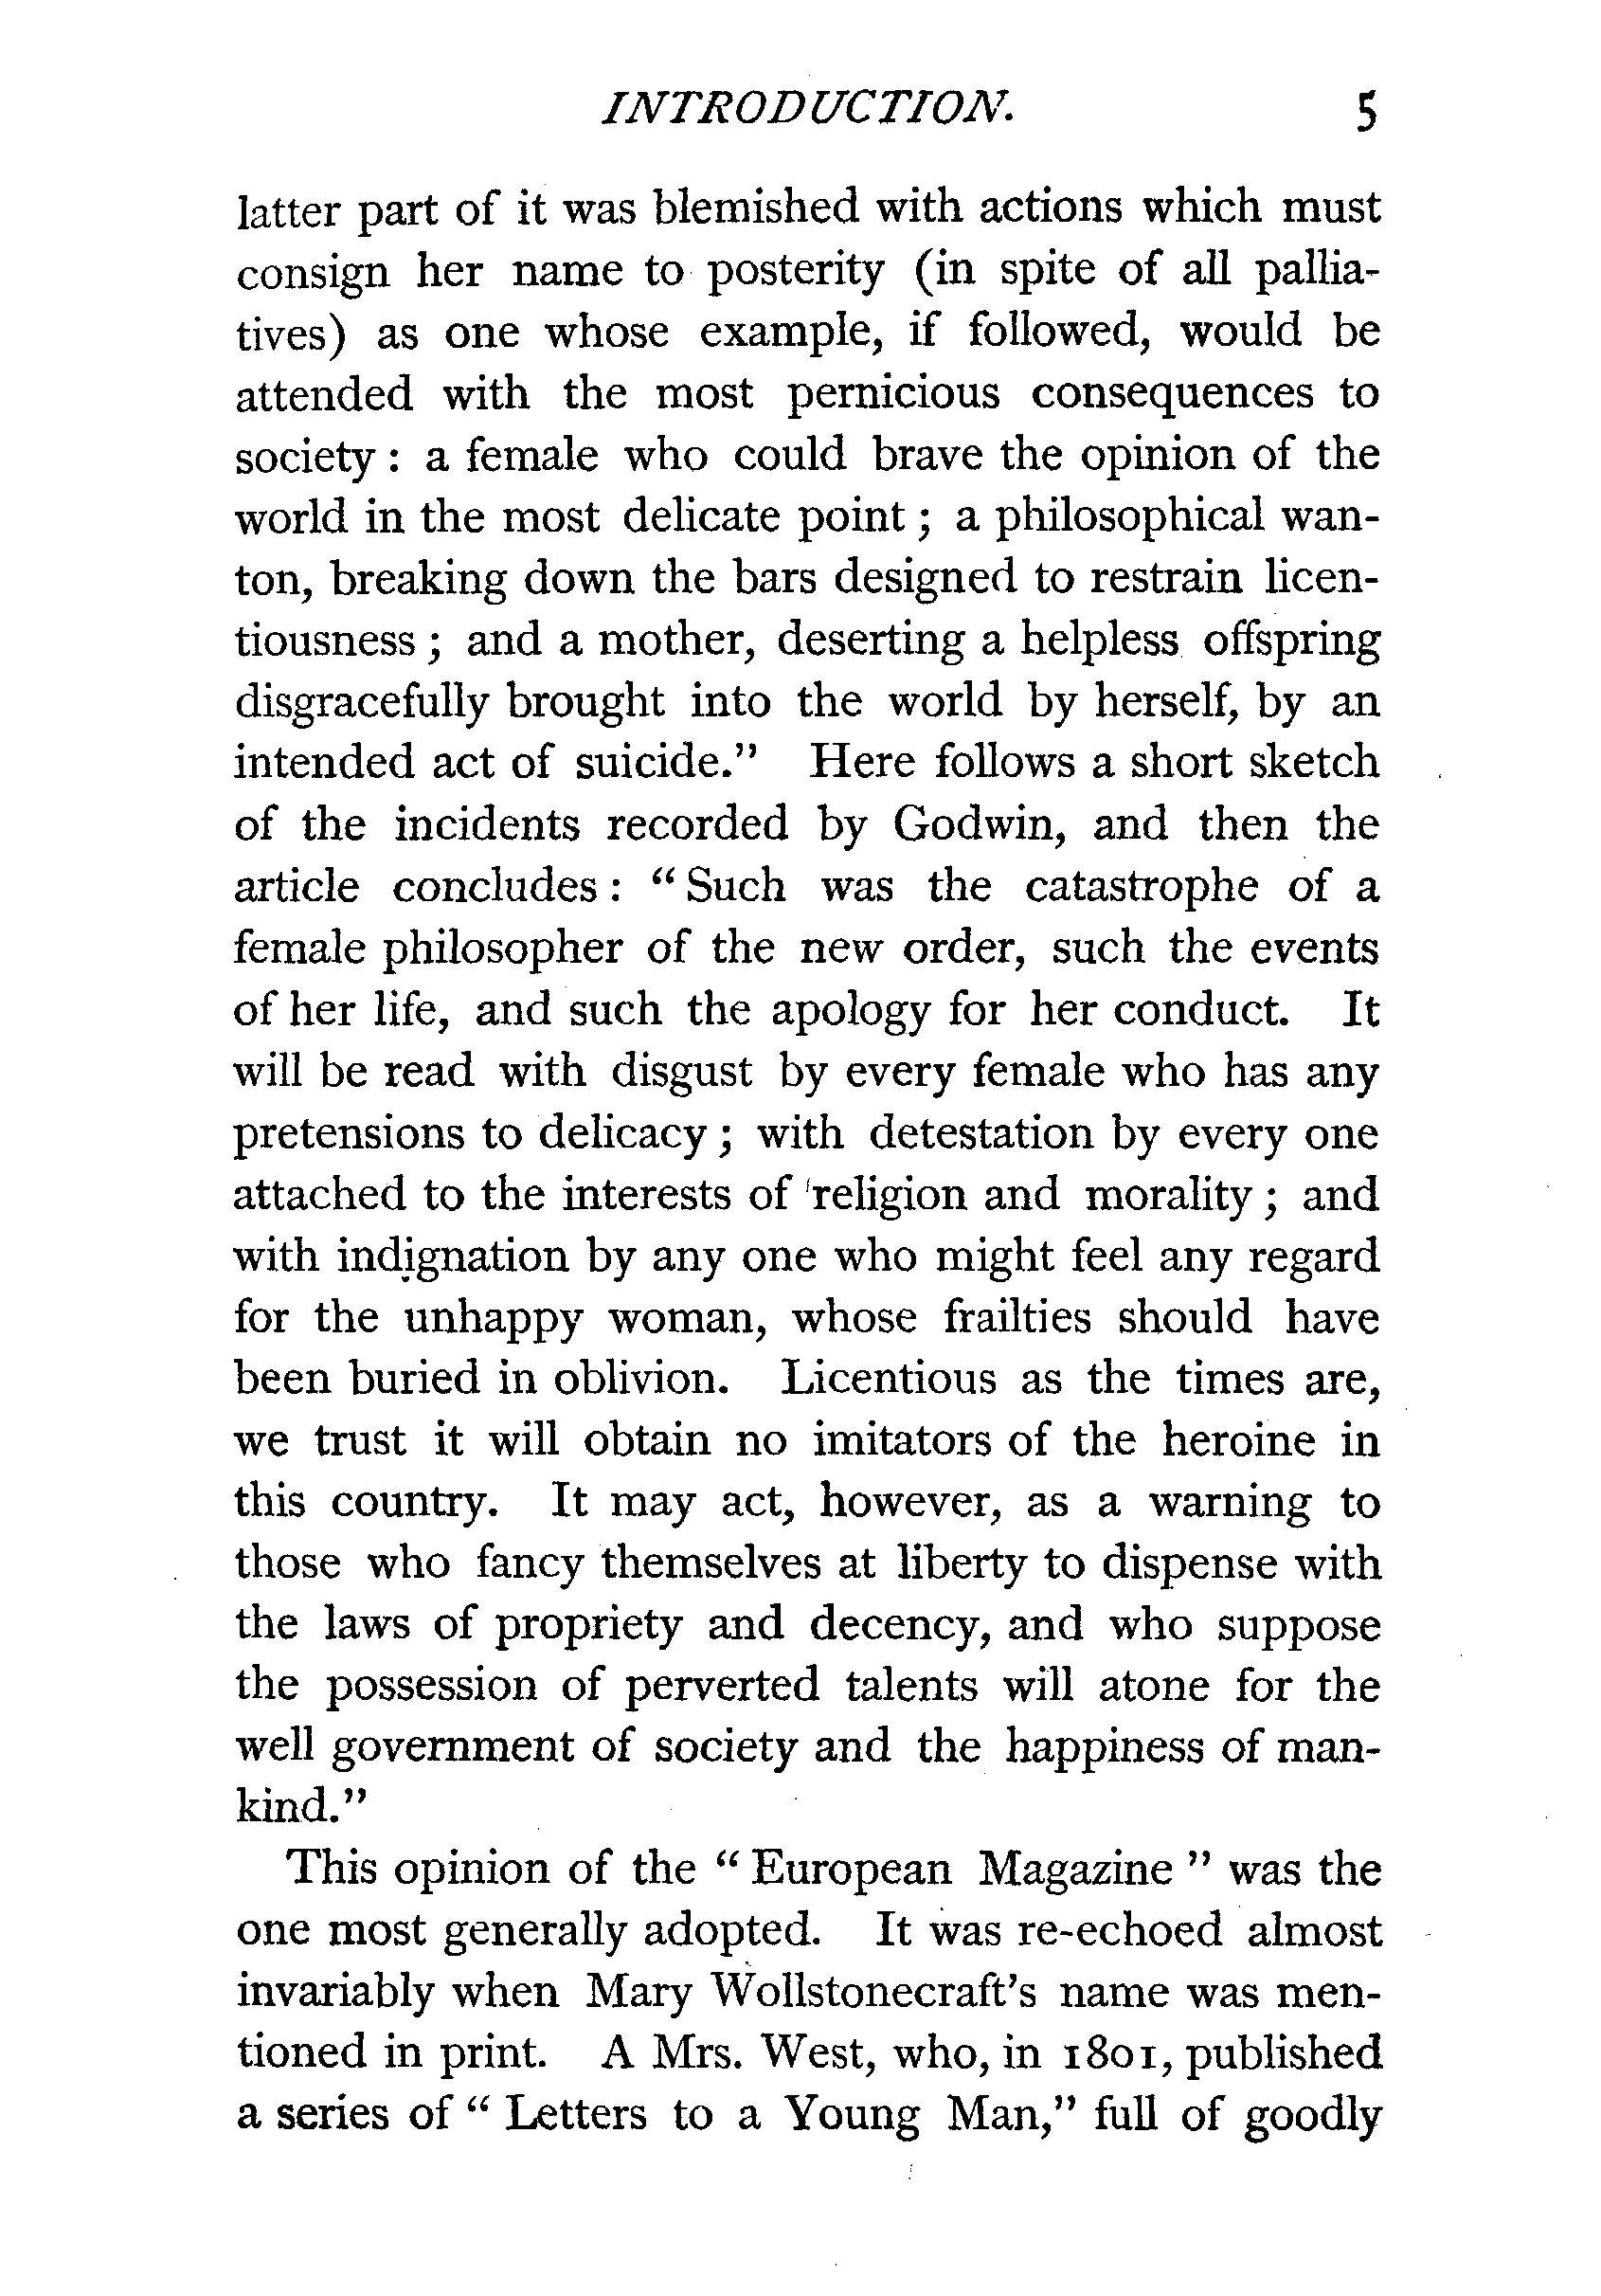 INTRODUCTION. 5
latter part of it was blemished with actions which must
consign her name to posterity (in spite of all pallia-
tives) as one whose example, if followed, would be
attended with the most pernicious consequences to
society : a female who could brave the opinion of the
world in the most delicate point ; a philosophical wan-
ton, breaking down the bars designed to restrain licen-
tiousness ; and a mother, deserting a helpless offspring
disgracefully brought into the world by herself, by an
intended act of suicide.” Here follows a short sketch
of the incidents recorded by Godwin, and then the
article concludes : “ Such was the catastrophe of a
female philosopher of the new order, such the events
of her life, and such the apology for her conduct. It
will be read with disgust by every female who has any
pretensions to delicacy ; with detestation by every one
attached to the interests of religion and morality ; and
with indignation by any one who might feel any regard
for the unhappy woman, whose frailties should have
been buried in oblivion. Licentious as the times are,
we trust it will obtain no imitators of the heroine in
this country. It may act, however, as a warning to
those who fancy themselves at liberty to dispense with
the laws of propriety and decency, and who suppose
the possession of perverted talents will atone for the
well government of society and the happiness of man-
kind.”
This opinion of the “ European Magazine ” was the
one most generally adopted. It was re-echoed almost
invariably when Mary Wollstonecraft’s name was men-
tioned in print. A Mrs. West, who, in 1801, published
a series of “ Letters to a Young Man,” full of goodly